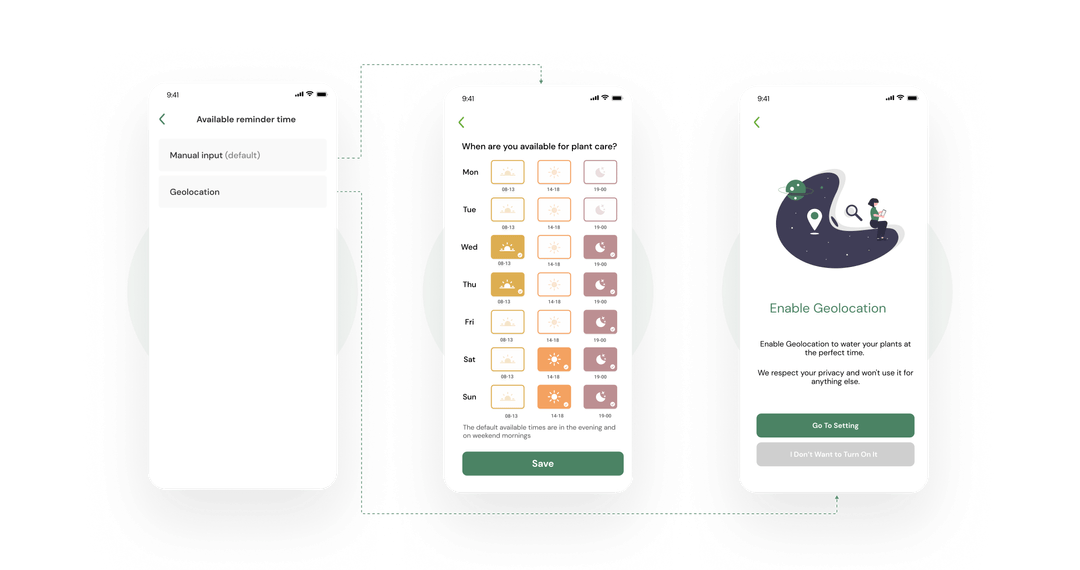 9:41
Available reminder time
Manual input (default)
Geolocation
9:41
When are you available for plant care?
Mon
08-13 14-18 19-00
Tue
08-13 14-18 19-00
Wed
08-13 14-18 19-00
Thu
08-13 14-18 19-00
Fri
08-13 14-18 19-00
Sat
08-13 14-18 19-00
Sun
08-13 14-18 19-00
The default available times are in the evening and
on weekend mornings
Save
9:41
Enable Geolocation
Enable Geolocation to water your plants at
the perfect time.
We respect your privacy and won't use it for
anything else.
Go To Setting
I Don't Want to Turn On It